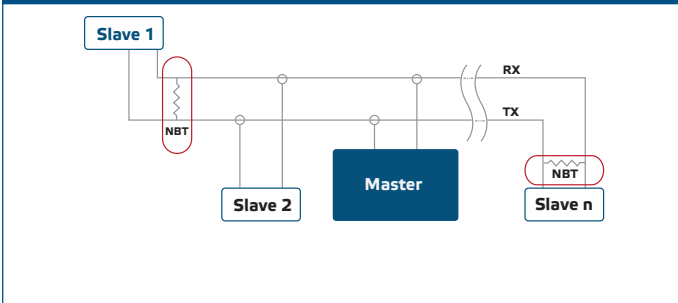 Slave 1
RX
TX
NBT
NBT
Master
Slave 2
Slave n